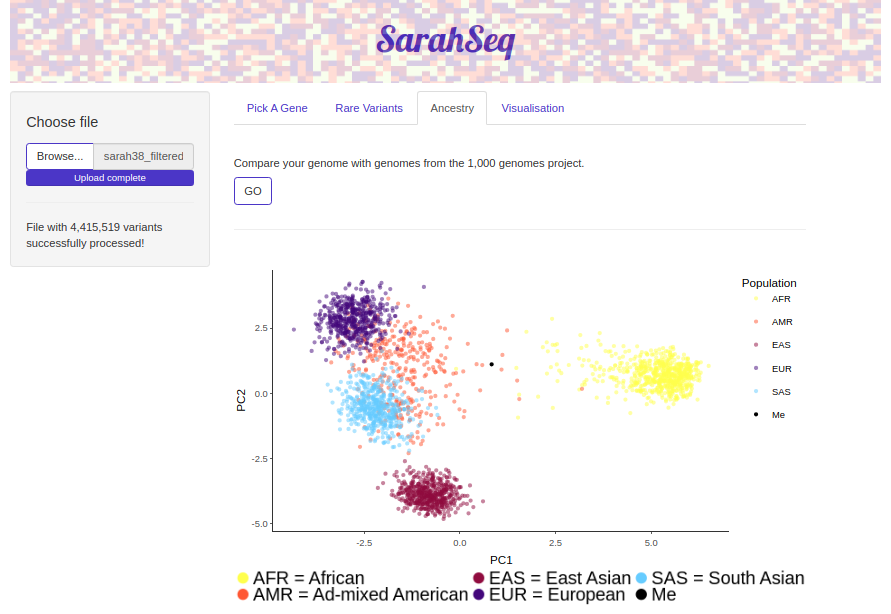 SarahSeq
Choose file
Browse... sarah38_filtered
Upload complete
File with 4,415,519 variants
successfully processed!
Pick A Gene Rare Variants Ancestry Visualisation
Compare your genome with genomes from the 1,000 genomes project.
GO
Population
AFR
AMR
EAS
EUR
SAS
Me
PC2
2.5
0.0
-2.5
-5.0
-2.5 0.0 2.5 5.0
PC1
AFR = African EAS = East Asian SAS = South Asian
AMR = Ad-mixed American EUR = European Me